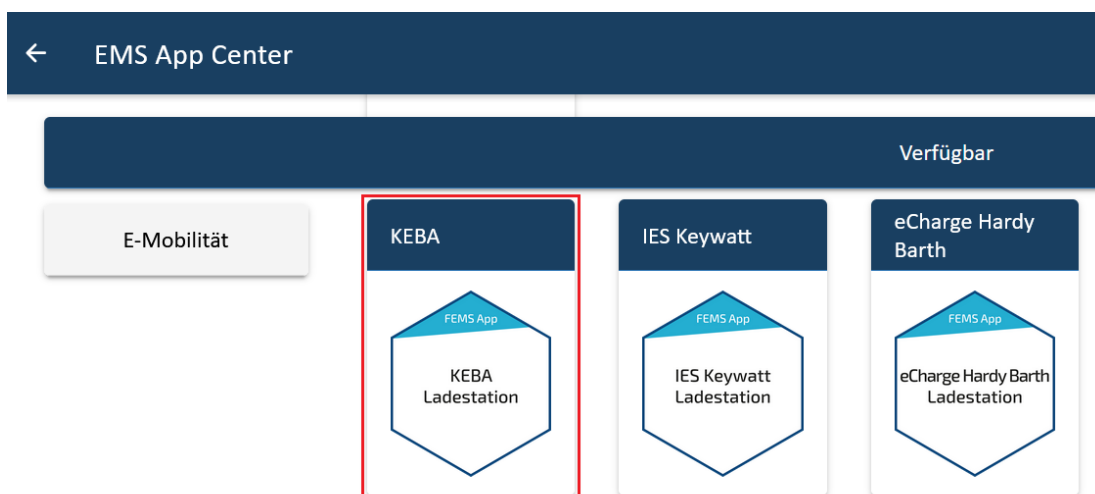 EMS App Center
Verfügbar
E-Mobilität
KEBA
FEMS App
KEBA
Ladestation
IES Keywatt
FEMS App
IES Keywatt
Ladestation
eCharge Hardy
Barth
FEMS App
eCharge Hardy Barth
Ladestation